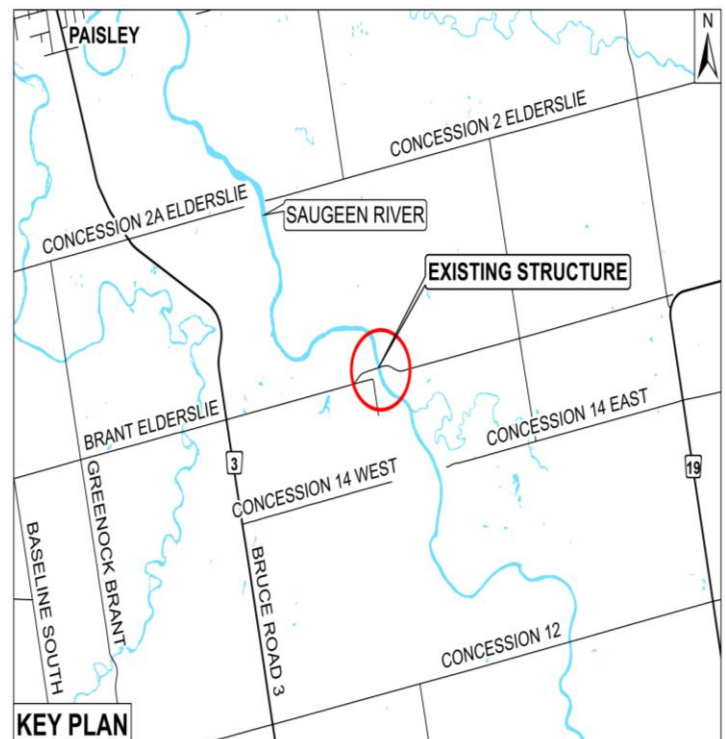 PAISLEY
N
CONCESSION 2 ELDERSLIE
CONCESSION 2A ELDERSLIE
SAUGEEN RIVER
EXISTING STRUCTURE
BRANT ELDERSLIE
CONCESSION 14 EAST
3
CONCESSION 14 WEST
19
GREENOCK BRANT
BASELINE SOUTH
BRUCE ROAD 3
CONCESSION 12
KEY PLAN